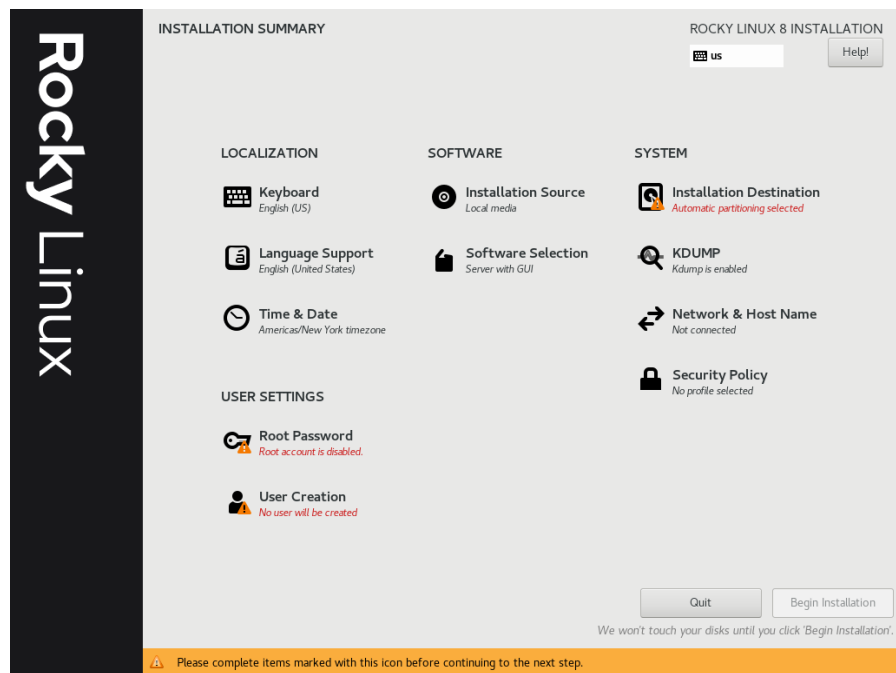 Rocky Linux
INSTALLATION SUMMARY
ROCKY LINUX 8 INSTALLATION
us
Help!
LOCALIZATION
Keyboard
English (US)
Language Support
English (United States)
Time & Date
Americas/New York timezone
SOFTWARE
Installation Source
Local media
Software Selection
Server with GUI
SYSTEM
Installation Destination
Automatic partitioning selected
KDUMP
Kdump is enabled
Network & Host Name
Not connected
Security Policy
No profile selected
USER SETTINGS
Root Password
Root account is disabled.
User Creation
No user will be created
Quit
Begin Installation
We won't touch your disks until you click 'Begin Installation'.
Please complete items marked with this icon before continuing to the next step.